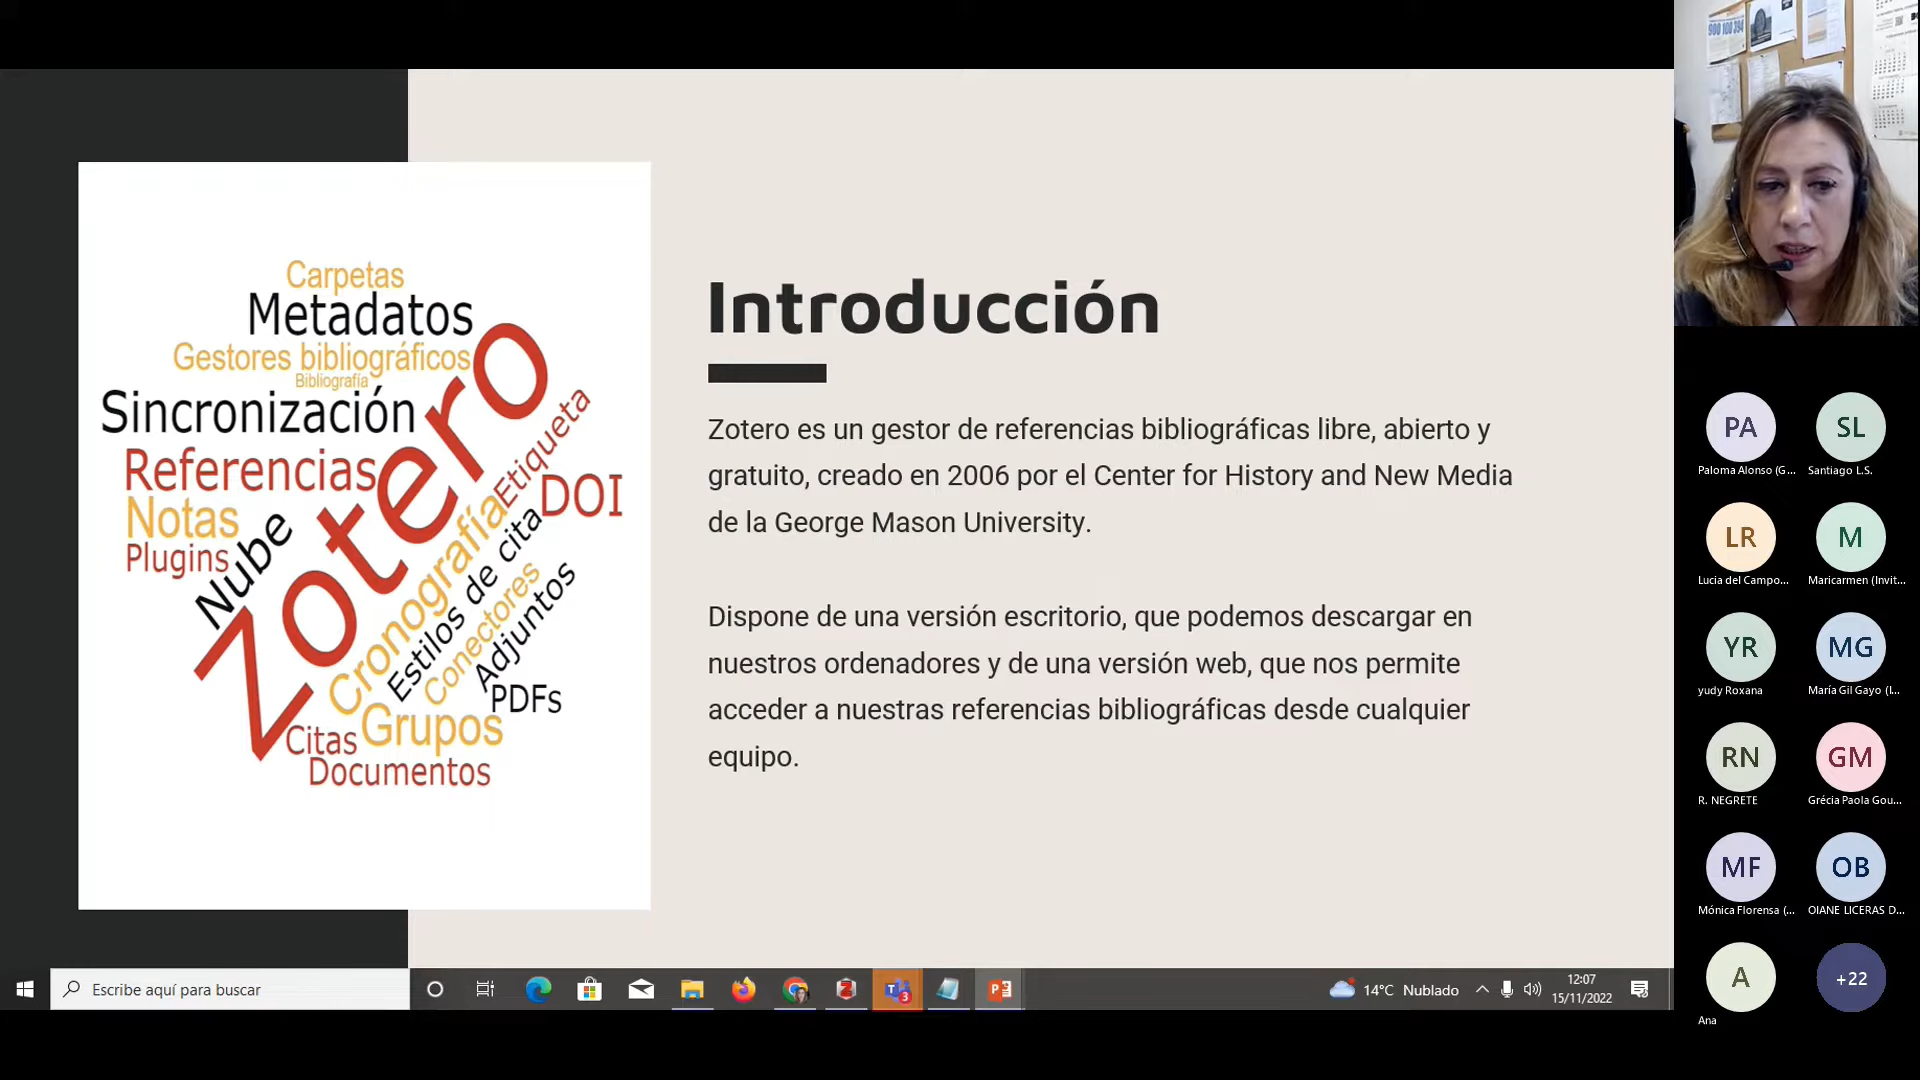 Carpetas
Metadatos
Gestores bibliográficos
Bibliografía
Sincronización
Referencias
Notas
Plugins
Nube
Zotero
Cronografía
Etiqueta
DOI
Estilos de cita
Conectores
Adjuntos
PDFs
Grupos
Citas
Documentos
Introducción
Zotero es un gestor de referencias bibliográficas libre, abierto y
gratuito, creado en 2006 por el Center for History and New Media
de la George Mason University.
Dispone de una versión escritorio, que podemos descargar en
nuestros ordenadores y de una versión web, que nos permite
acceder a nuestras referencias bibliográficas desde cualquier
equipo.
900 100 394
PA
SL
Paloma Alonso (G...
Santiago L.S.
LR
M
Lucia del Campo...
Maricarmen (Invit...
YR
MG
yudy Roxana
María Gil Gayo (I...
RN
GM
R. NEGRETE
Grécia Paola Gou...
MF
OB
Mónica Florensa (...
OIANE LICERAS D...
A
+22
Ana
Escribe aquí para buscar
3
14°C Nublado
12:07
15/11/2022